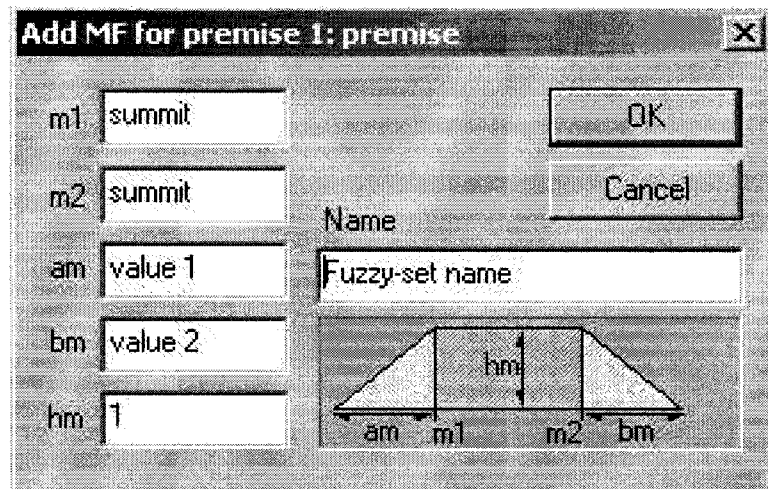 Add MF for premise 1: premise
m1 summit
OK
m2 summit
Cancel
Name
am value 1
Fuzzy-set name
bm value 2
hm 1
hm
am m1 m2 bm